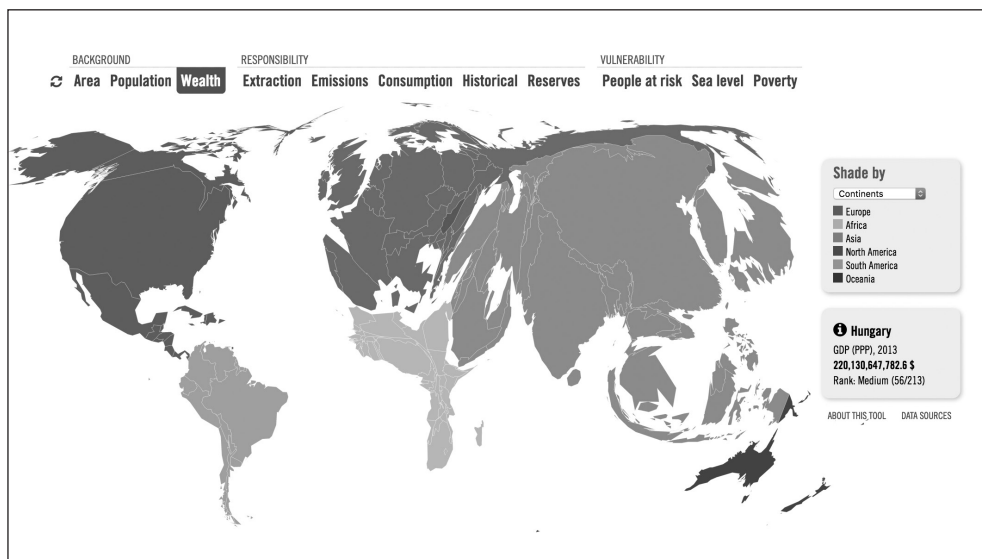 BACKGROUND
Area Population Wealth
RESPONSIBILITY
Extraction Emissions Consumption Historical Reserves
VULNERABILITY
People at risk Sea level Poverty
Shade by
Continents
Europe
Africa
Asia
North America
South America
Oceania
Hungary
GDP (PPP), 2013
220,130,647,782.6 $
Rank: Medium (56/213)
ABOUT THIS TOOL DATA SOURCES